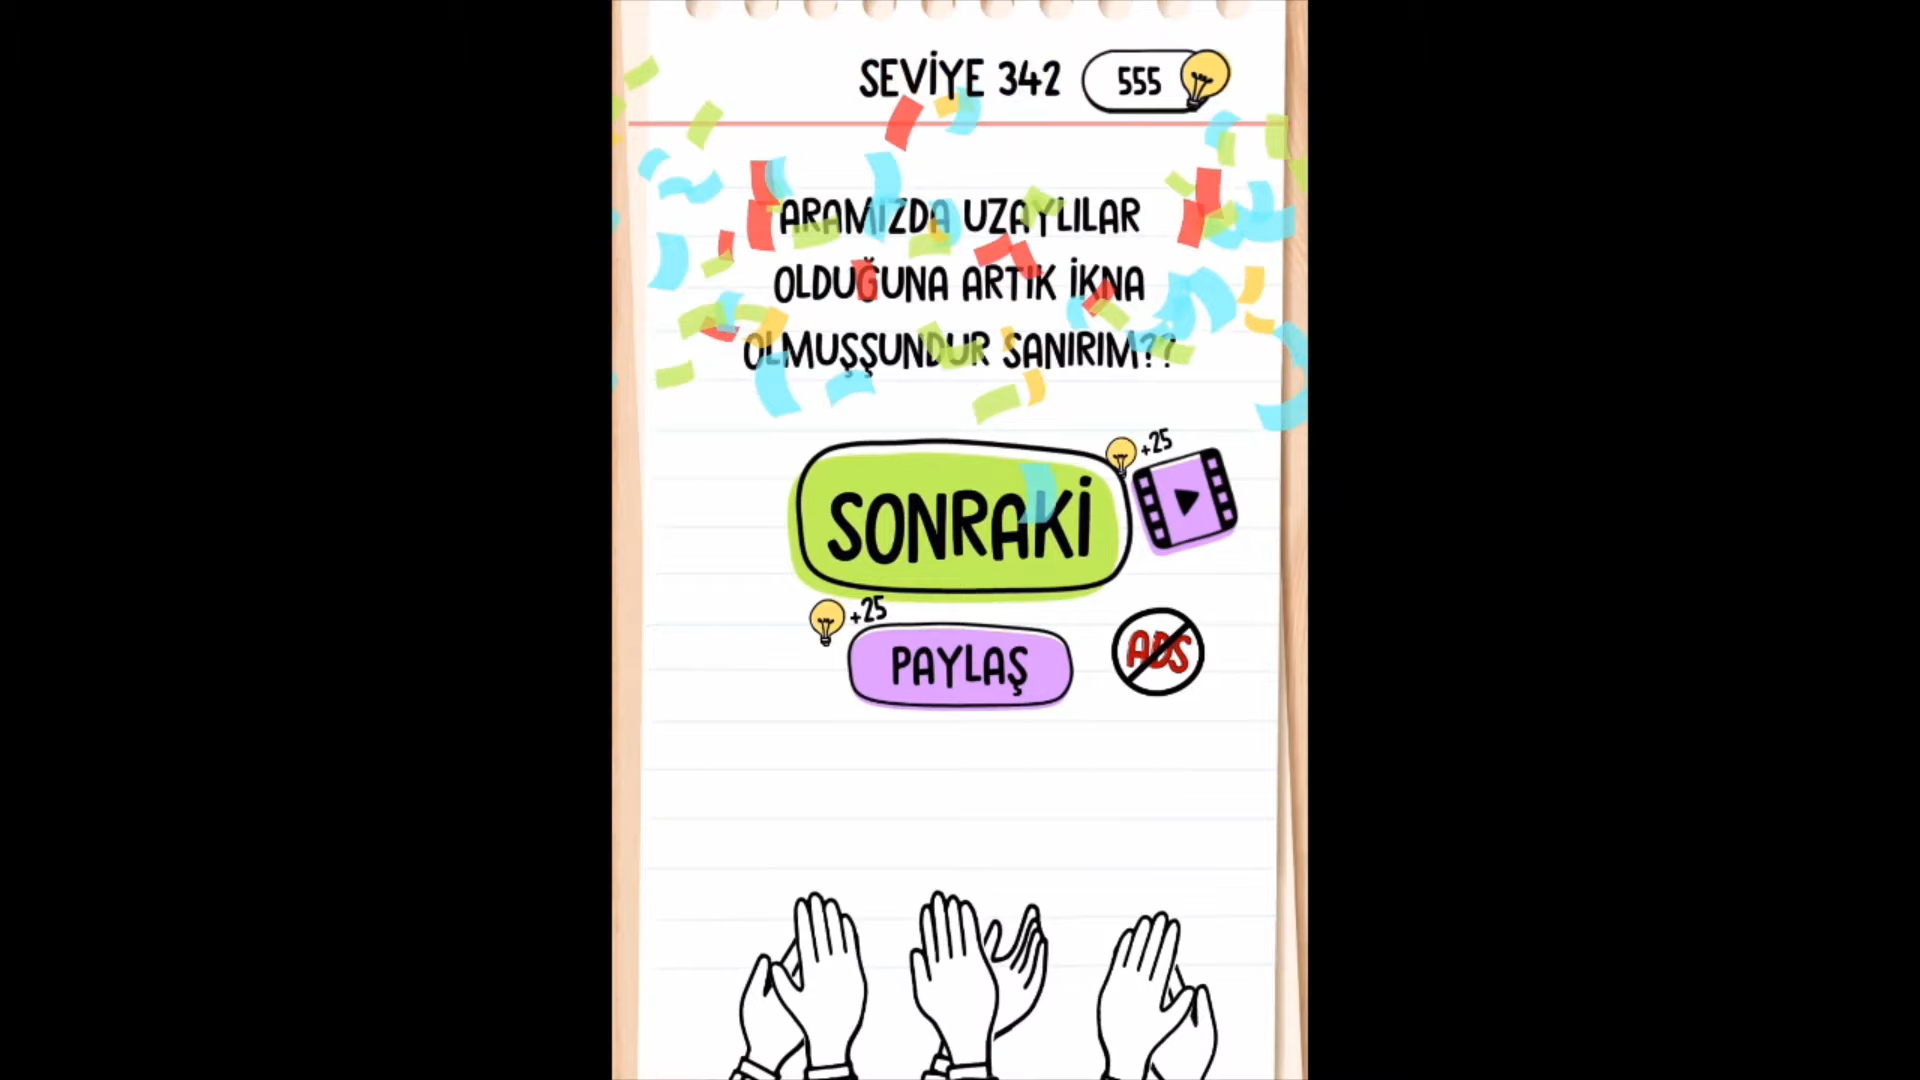 SEVİYE 342
555
ARAMIZDA UZAYLILAR
OLDUĞUNA ARTIK İKNA
OLMUŞŞUNDUR SANIRIM??
+25
SONRAKİ
+25
PAYLAŞ
ADS